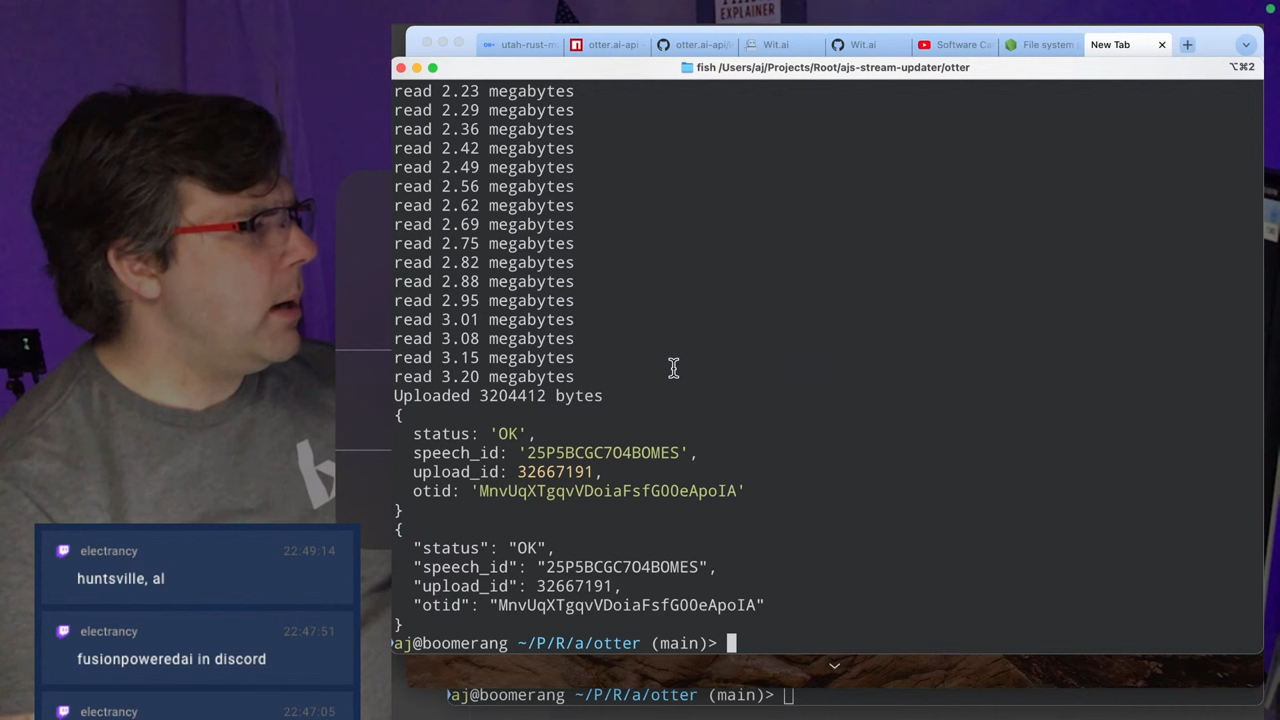 EXPLAINER
utah-rust-m
otter.ai-api
otter.ai-api/
Wit.ai
Wit.ai
Software Ca
File system
New Tab
fish /Users/aj/Projects/Root/ajs-stream-updater/otter
⌥⌘2
read 2.23 megabytes
read 2.29 megabytes
read 2.36 megabytes
read 2.42 megabytes
read 2.49 megabytes
read 2.56 megabytes
read 2.62 megabytes
read 2.69 megabytes
read 2.75 megabytes
read 2.82 megabytes
read 2.88 megabytes
read 2.95 megabytes
read 3.01 megabytes
read 3.08 megabytes
read 3.15 megabytes
read 3.20 megabytes
Uploaded 3204412 bytes
{
status: 'OK',
speech_id: '25P5BCGC7O4BOMES',
upload_id: 32667191,
otid: 'MnvUqXTgqvVDoiaFsfG0OeApoIA'
}
{
"status": "OK",
"speech_id": "25P5BCGC7O4BOMES",
"upload_id": 32667191,
"otid": "MnvUqXTgqvVDoiaFsfG0OeApoIA"
}
aj@boomerang ~/P/R/a/otter (main)>
aj@boomerang ~/P/R/a/otter (main)>
electrancy 22:49:14
huntsville, al
electrancy 22:47:51
fusionpoweredai in discord
electrancy 22:47:05